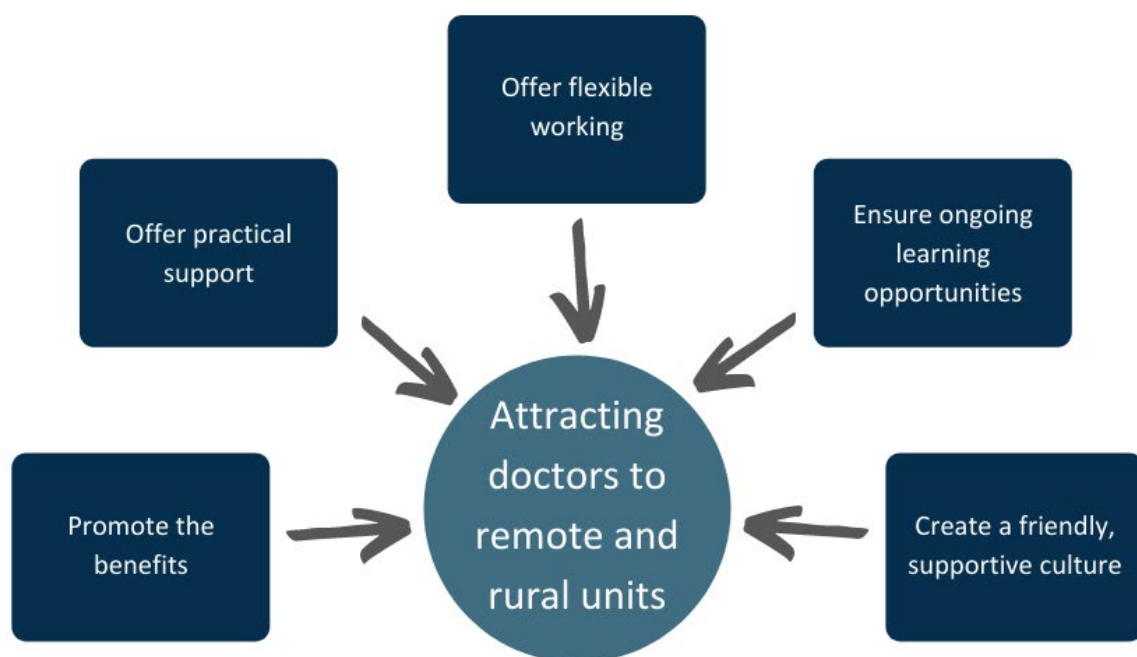 Offer flexible
working
Offer practical
support
Ensure ongoing
learning
opportunities
Promote the
benefits
Attracting
doctors to
remote and
rural units
Create a friendly,
supportive culture